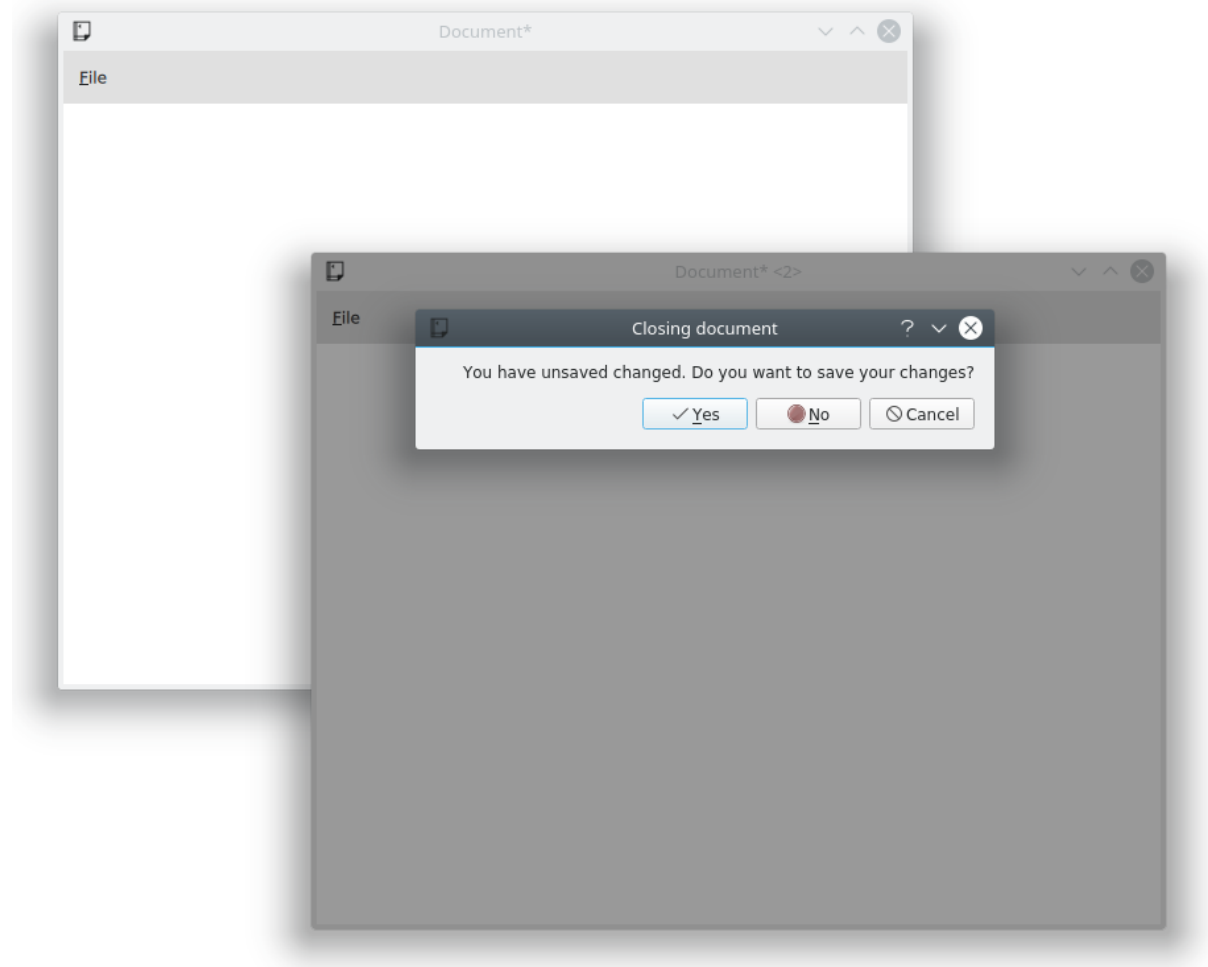 Document*
File
Document* <2>
File
Closing document
?
You have unsaved changed. Do you want to save your changes?
Yes No Cancel